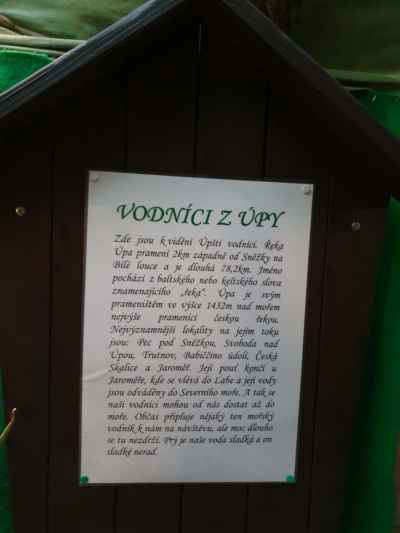 VODNÍCI Z ÚPY
Zde jsou k vidění Úpští vodníci. Řeka
Úpa pramení 2km západně od Sněžky na
Bílé louce a je dlouhá 78,2km. Jméno
pochází z baltského nebo keltského slova
znamenajícího „řeka“. Úpa je svým
prameništěm ve výšce 1432m nad mořem
nejvýše pramenící českou řekou.
Nejvýznamnější lokality na jejím toku
jsou: Pec pod Sněžkou, Svoboda nad
Úpou, Trutnov, Babiččino údolí, Česká
Skalice a Jaroměř. Její pouť končí u
Jaroměře, kde se vlévá do Labe a její vody
jsou odváděny do Severního moře. A tak se
naši vodníci mohou od nás dostat až do
moře. Občas připluje nějaký ten mořský
vodník k nám na návštěvu, ale moc dlouho
se tu nezdrží. Prý je naše voda sladká a on
sladké nerad.